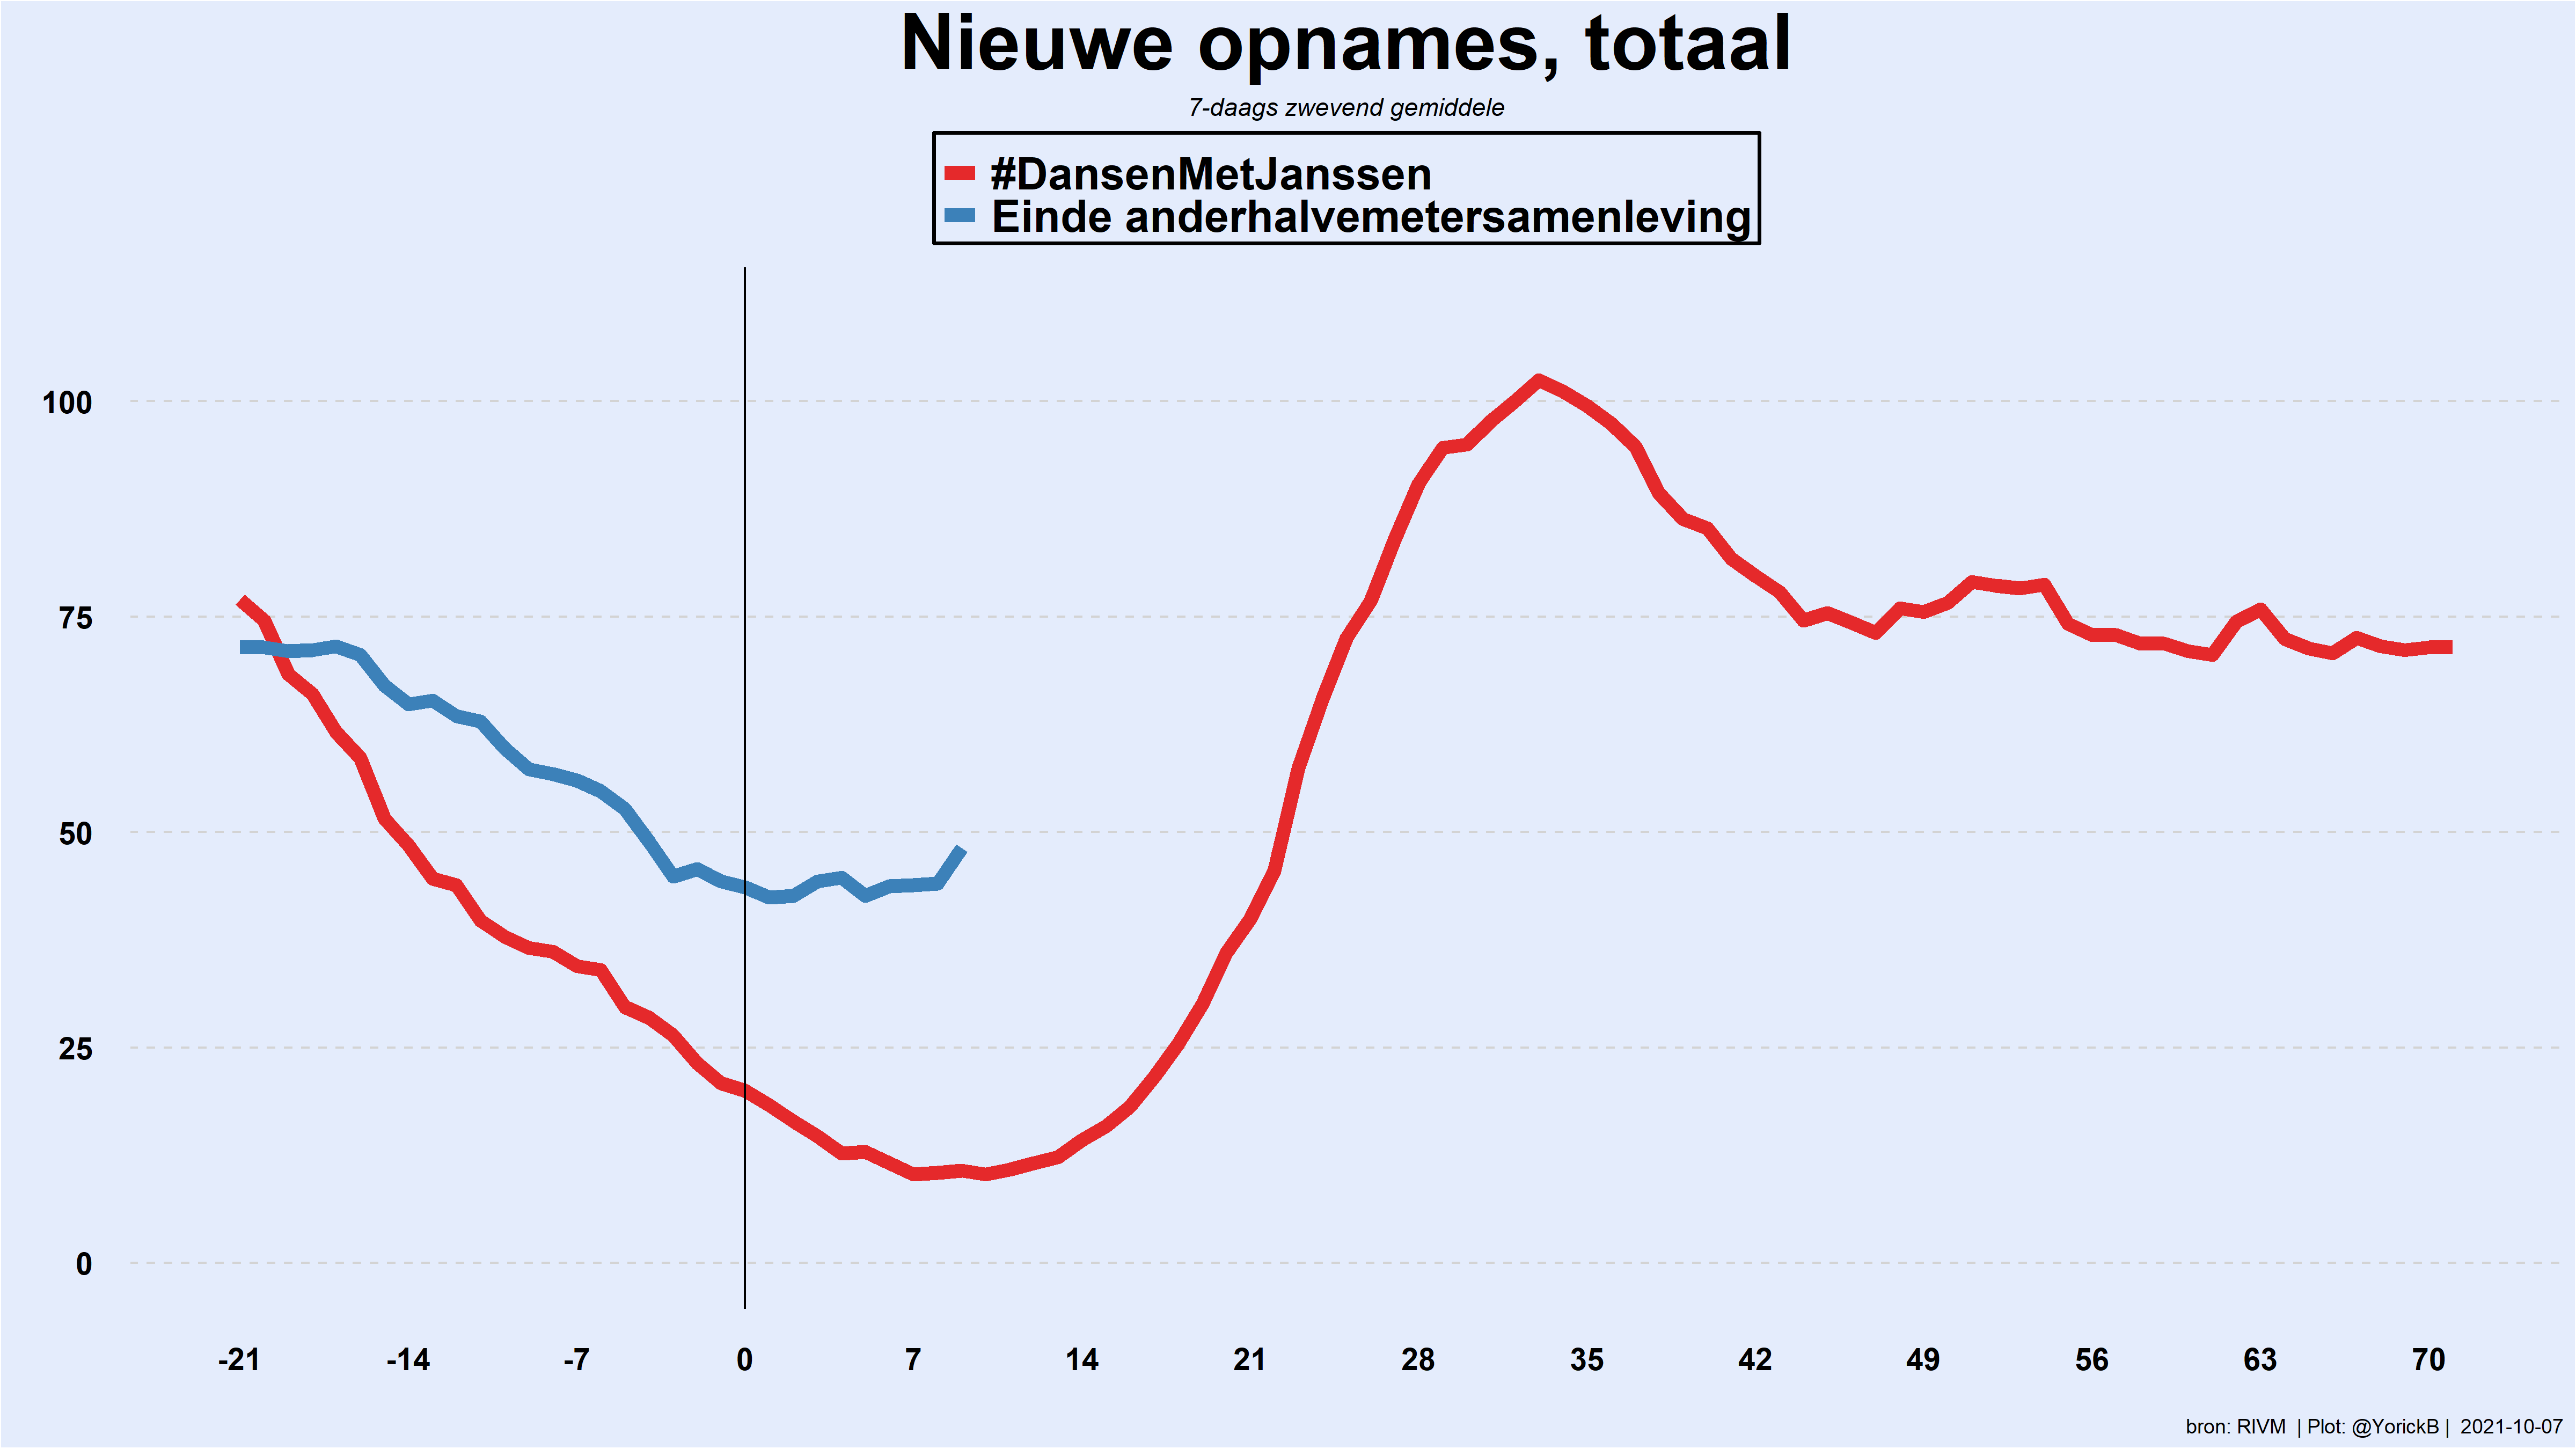 Nieuwe opnames, totaal
7-daags zwevend gemiddele
#DansenMetJanssen
Einde anderhalvemetersamenleving
100
75
50
25
0
-21 -14 -7 0 7 14 21 28 35 42 49 56 63 70
bron: RIVM | Plot: @YorickB | 2021-10-07